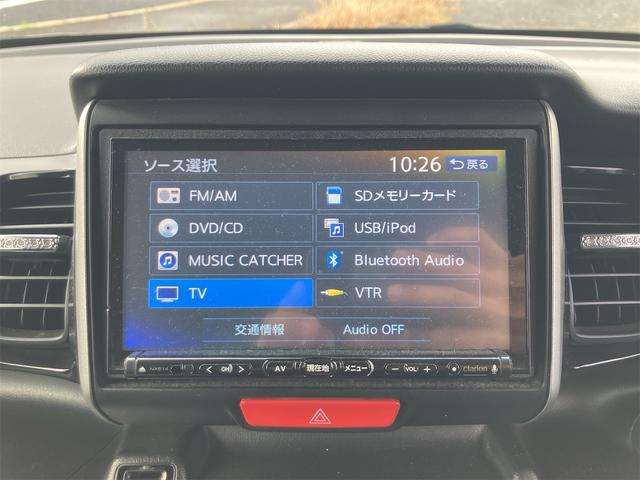 ソース選択 10:26 戻る
FM/AM SDメモリーカード
DVD/CD USB/iPod
MUSIC CATCHER Bluetooth Audio
TV VTR
交通情報 Audio OFF
CH AV 現在地 メニュー − VOL + Clarion